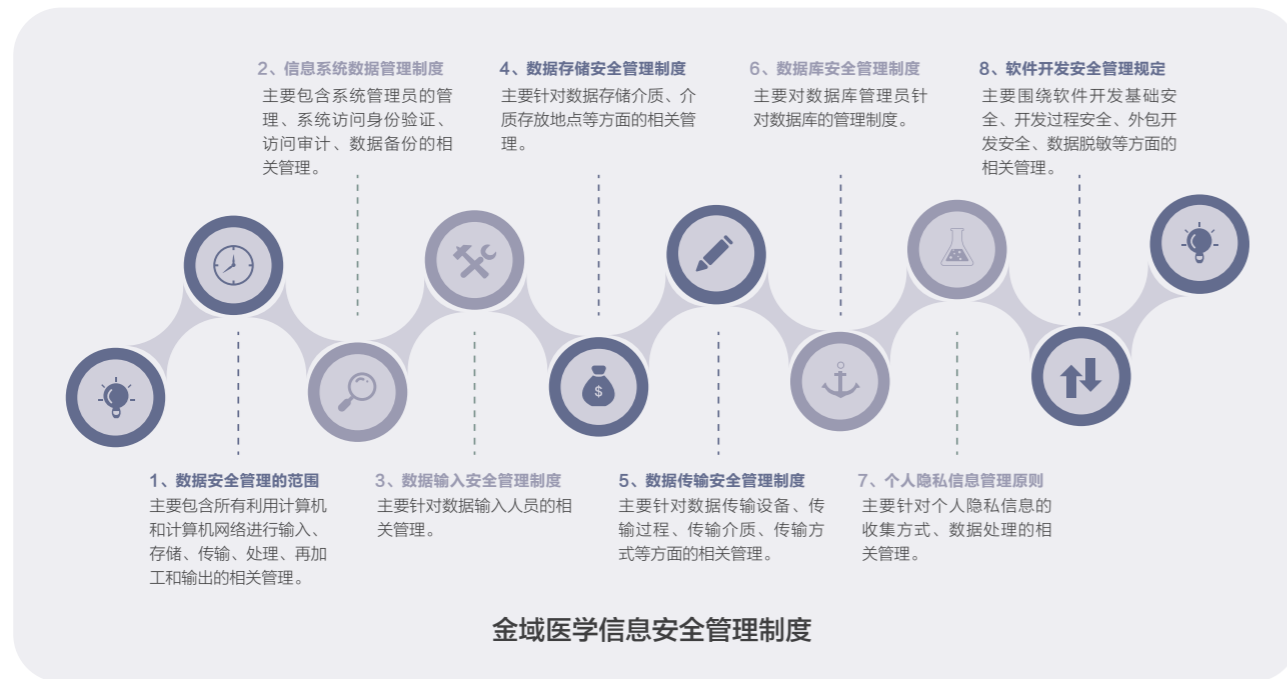 2、信息系统数据管理制度
主要包含系统管理员的管
理、系统访问身份验证、
访问审计、数据备份的相
关管理。
4、数据存储安全管理制度
主要针对数据存储介质、介
质存放地点等方面的相关管
理。
6、数据库安全管理制度
主要对数据库管理员针
对数据库的管理制度。
8、软件开发安全管理规定
主要围绕软件开发基础安
全、开发过程安全、外包开
发安全、数据脱敏等方面的
相关管理。
$
1、数据安全管理的范围
主要包含所有利用计算机
和计算机网络进行输入、
存储、传输、处理、再加
工和输出的相关管理。
3、数据输入安全管理制度
主要针对数据输入人员的相
关管理。
5、数据传输安全管理制度
主要针对数据传输设备、传
输过程、传输介质、传输方
式等方面的相关管理。
7、个人隐私信息管理原则
主要针对个人隐私信息的
收集方式、数据处理的相
关管理。
金域医学信息安全管理制度